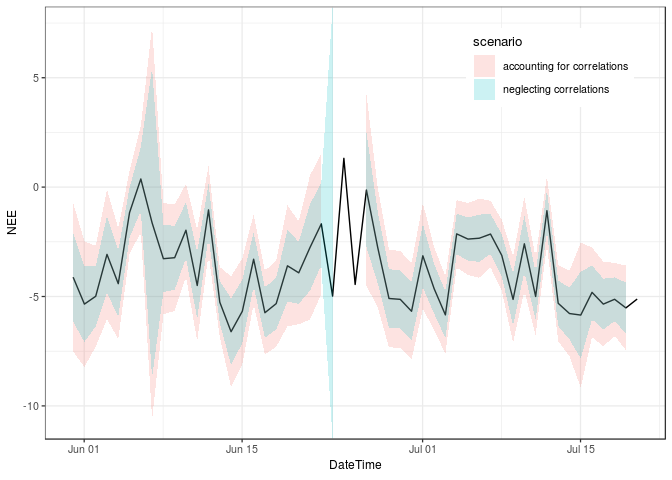 scenario
accounting for correlations
neglecting correlations
NEE
5
0
-5
-10
Jun 01 Jun 15 Jul 01 Jul 15
DateTime